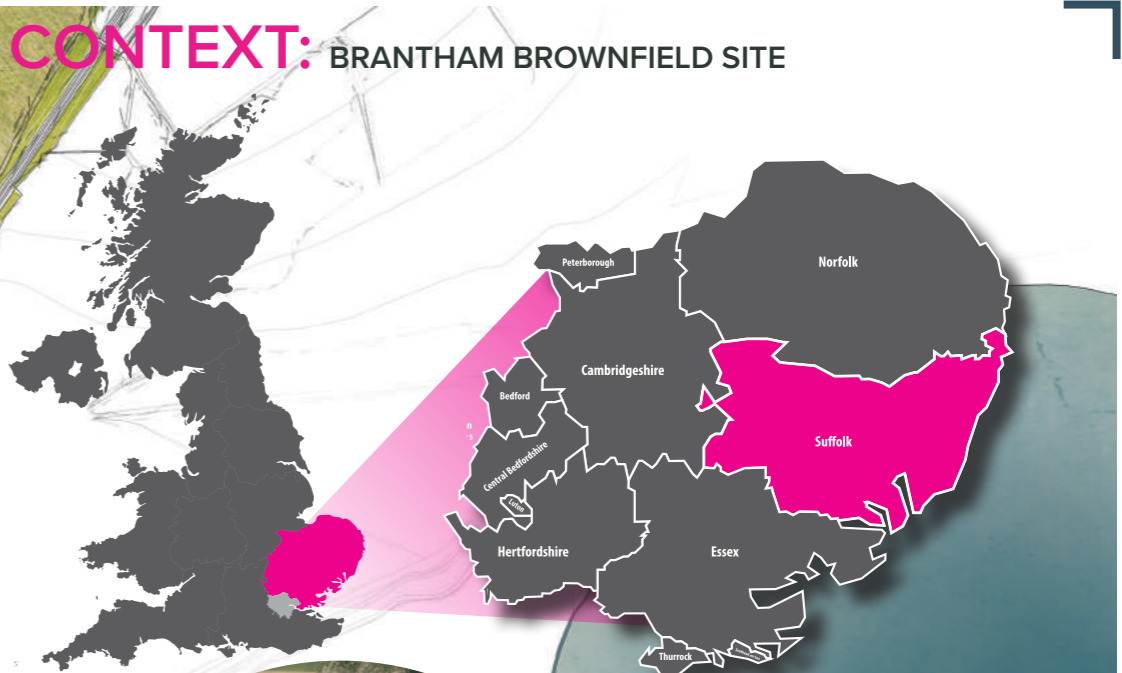 CONTEXT: BRANTHAM BROWNFIELD SITE
Peterborough
Norfolk
Cambridgeshire
Bedford
n
's
Suffolk
Central Bedfordshire
Luton
Hertfordshire
Essex
Thurrock